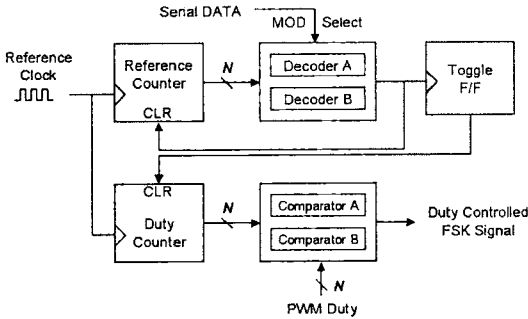 Serial DATA
MOD Select
Reference
Clock
Reference
Counter
CLR
N
Decoder A
Decoder B
Toggle
F/F
CLR
Duty
Counter
N
Comparator A
Comparator B
Duty Controlled
FSK Signal
N
PWM Duty